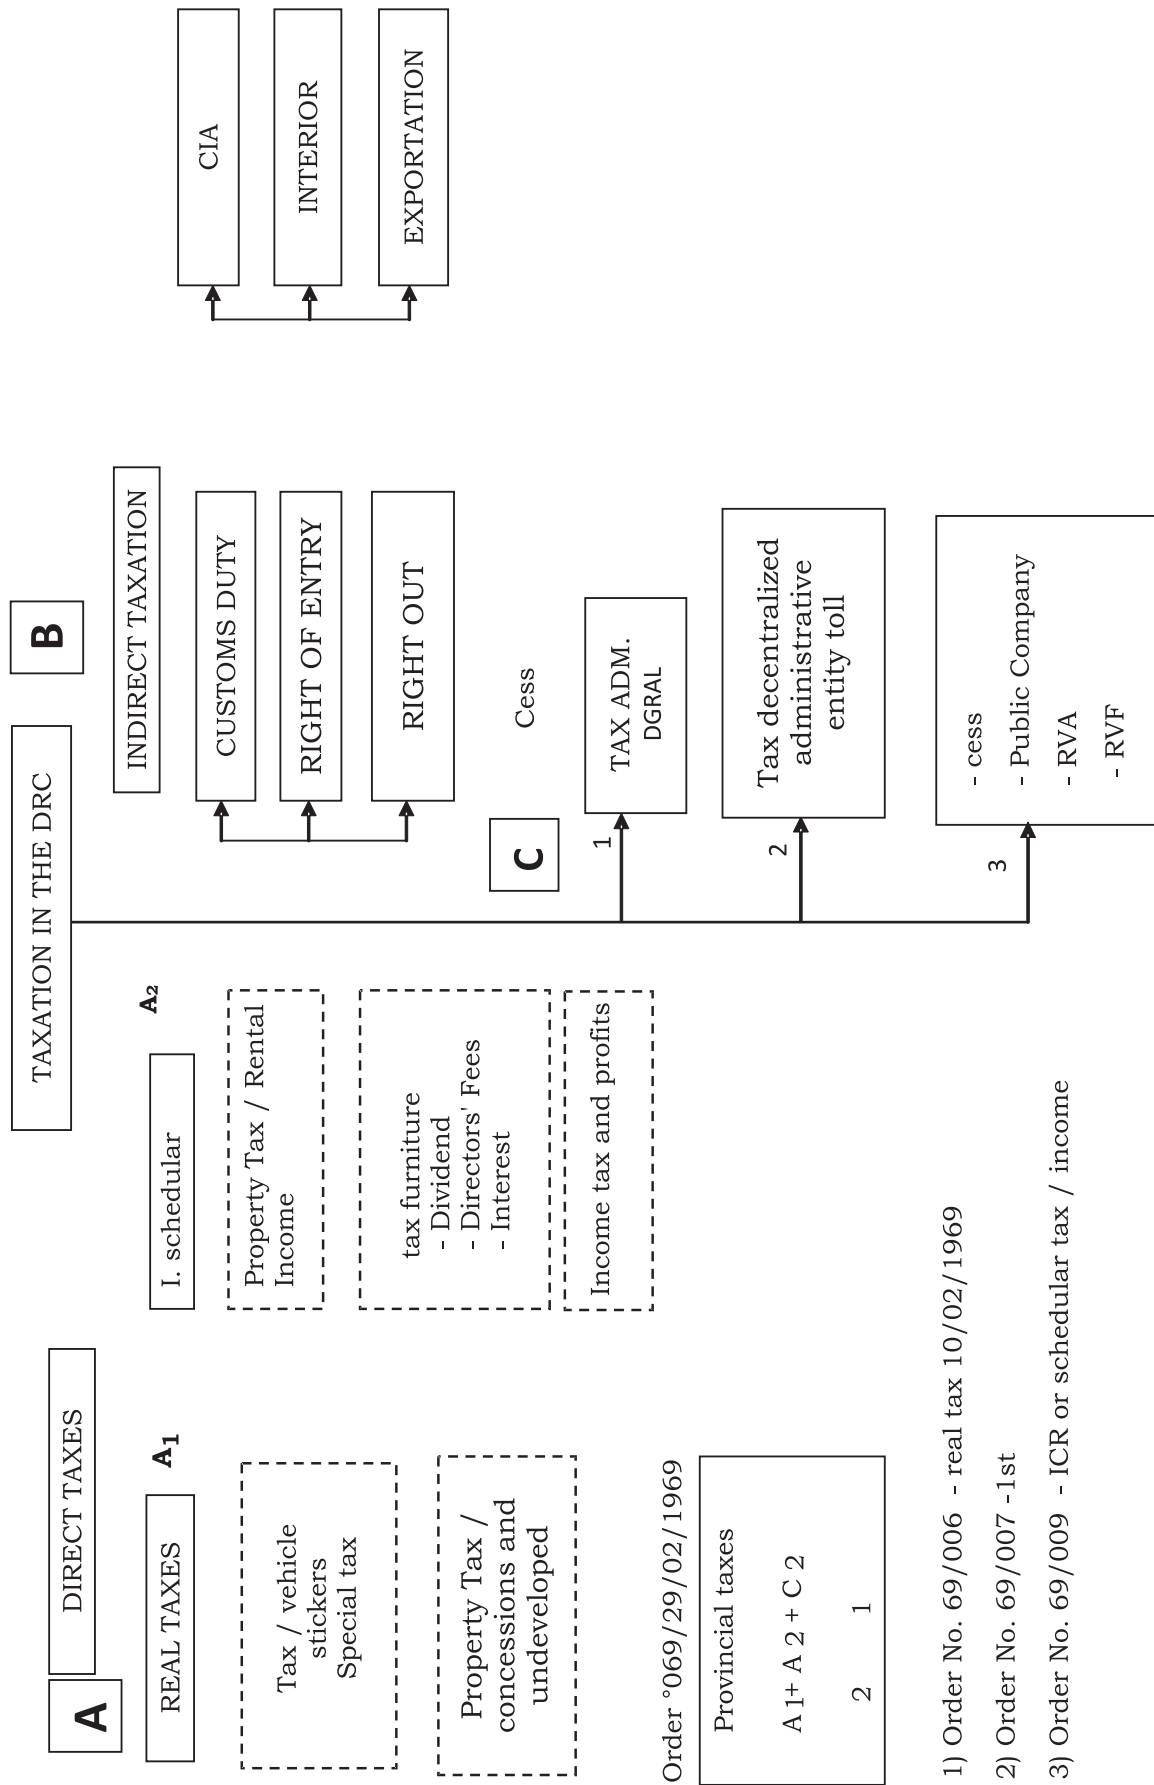 TAXATION IN THE DRC
A
DIRECT TAXES
REAL TAXES
A1
Tax / vehicle
stickers
Special tax
Property Tax /
concessions and
undeveloped
Order °069/29/02/1969
Provincial taxes
A 1+ A 2 + C 2
2 1
1) Order No. 69/006 - real tax 10/02/1969
2) Order No. 69/007 -1st
3) Order No. 69/009 - ICR or schedular tax / income
I. schedular
A2
Property Tax / Rental
Income
tax furniture
- Dividend
- Directors' Fees
- Interest
Income tax and profits
B
INDIRECT TAXATION
CUSTOMS DUTY
RIGHT OF ENTRY
RIGHT OUT
C
Cess
1
TAX ADM.
DGRAL
2
Tax decentralized
administrative
entity toll
3
- cess
- Public Company
- RVA
- RVF
CIA
INTERIOR
EXPORTATION